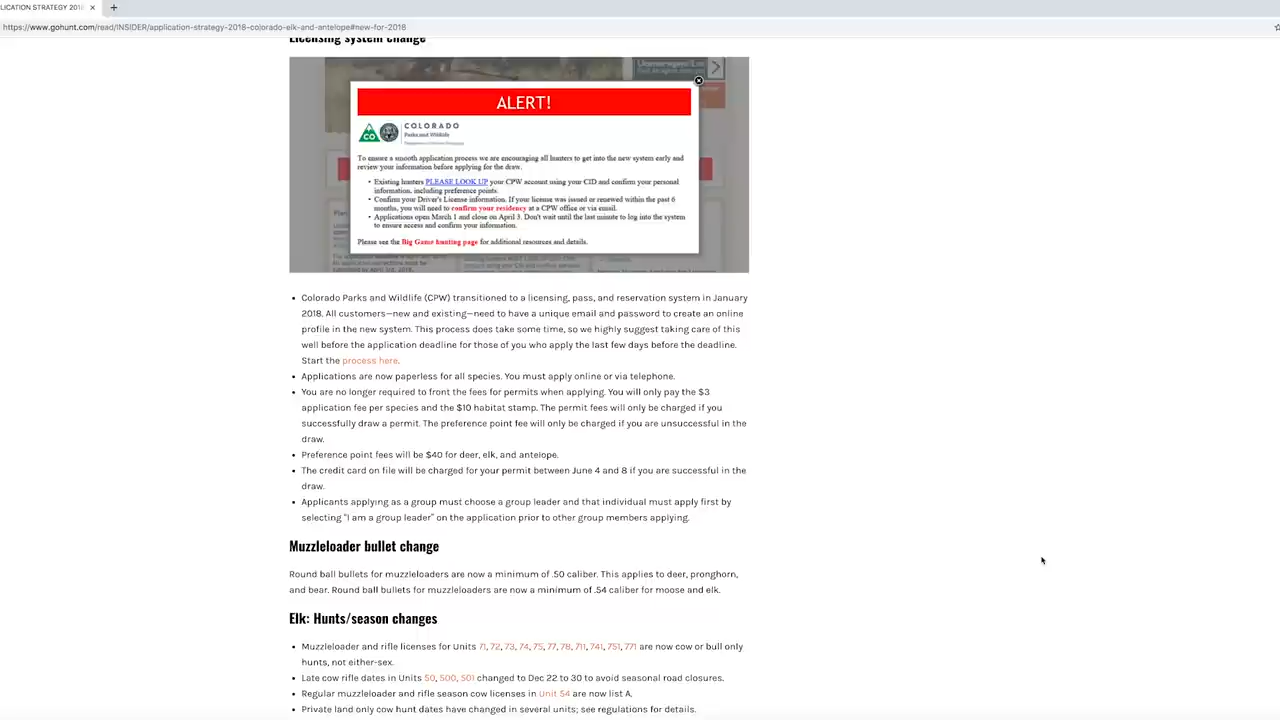 LICATION STRATEGY 201
https://www.gohunt.com/read/INSIDER/application-strategy-2018-colorado-elk-and-antelope#new-for-2018
Licensing system change
ALERT!
COLORADO
Parks and Wildlife
To ensure a smooth application process we are encouraging all hunters to get into the new system early and
review your information before applying for the draw.
• Existing hunters PLEASE LOOK UP your CPW account using your CID and confirm your personal
information, including preference points.
• Confirm your Driver's License information. If your license was issued or renewed within the past 6
months, you will need to confirm your residency at a CPW office or via email.
• Applications open March 1 and close on April 3. Don't wait until the last minute to log into the system
to ensure access and confirm your information.
Please see the Big Game hunting page for additional resources and details.
• Colorado Parks and Wildlife (CPW) transitioned to a licensing, pass, and reservation system in January
2018. All customers—new and existing—need to have a unique email and password to create an online
profile in the new system. This process does take some time, so we highly suggest taking care of this
well before the application deadline for those of you who apply the last few days before the deadline.
Start the process here.
• Applications are now paperless for all species. You must apply online or via telephone.
• You are no longer required to front the fees for permits when applying. You will only pay the $3
application fee per species and the $10 habitat stamp. The permit fees will only be charged if you
successfully draw a permit. The preference point fee will only be charged if you are unsuccessful in the
draw.
• Preference point fees will be $40 for deer, elk, and antelope.
• The credit card on file will be charged for your permit between June 4 and 8 if you are successful in the
draw.
• Applicants applying as a group must choose a group leader and that individual must apply first by
selecting "I am a group leader" on the application prior to other group members applying.
Muzzleloader bullet change
Round ball bullets for muzzleloaders are now a minimum of .50 caliber. This applies to deer, pronghorn,
and bear. Round ball bullets for muzzleloaders are now a minimum of .54 caliber for moose and elk.
Elk: Hunts/season changes
• Muzzleloader and rifle licenses for Units 71, 72, 73, 74, 75, 77, 78, 711, 741, 751, 771 are now cow or bull only
hunts, not either-sex.
• Late cow rifle dates in Units 50, 500, 501 changed to Dec 22 to 30 to avoid seasonal road closures.
• Regular muzzleloader and rifle season cow licenses in Unit 54 are now list A.
• Private land only cow hunt dates have changed in several units; see regulations for details.